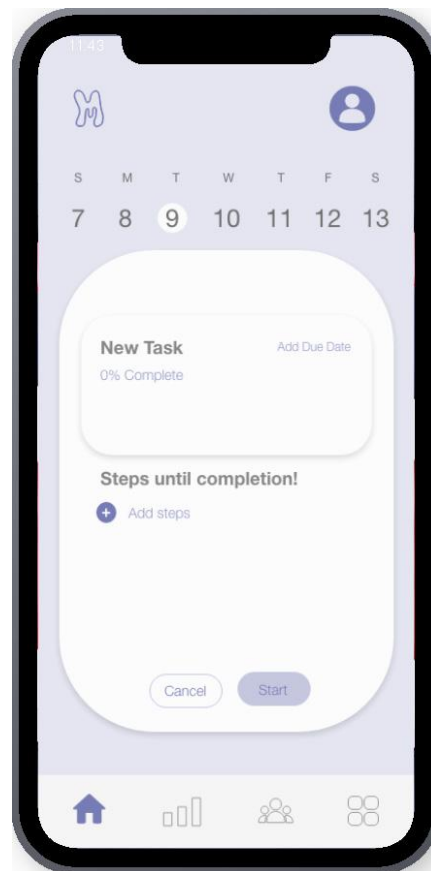 11:43
M
S M T W T F S
7 8 9 10 11 12 13
New Task Add Due Date
0% Complete
Steps until completion!
+ Add steps
Cancel Start